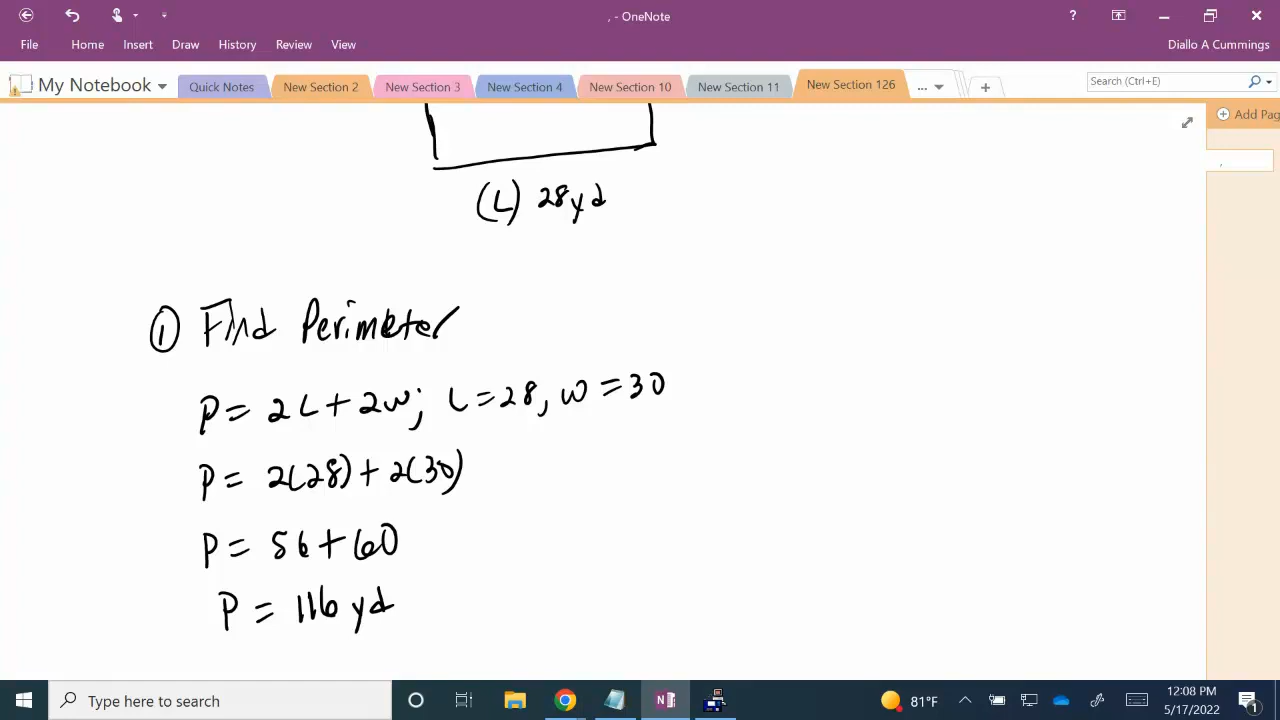 , - OneNote
?
File
Home
Insert
Draw
History
Review
View
Diallo A Cummings
My Notebook
Quick Notes
New Section 2
New Section 3
New Section 4
New Section 10
New Section 11
New Section 126
...
Search (Ctrl+E)
Add Pag
,
(L) 28yd
① Find Perimeter
P = 2L + 2w; L = 28, w = 30
P = 2(28) + 2(30)
P = 56 + 60
P = 116 yd
Type here to search
N
81°F
12:08 PM
5/17/2022
1